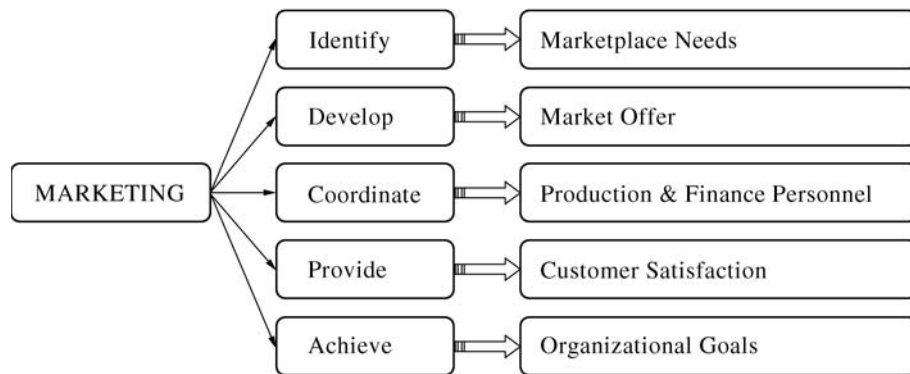 Identify
Marketplace Needs
Develop
Market Offer
MARKETING
Coordinate
Production & Finance Personnel
Provide
Customer Satisfaction
Achieve
Organizational Goals